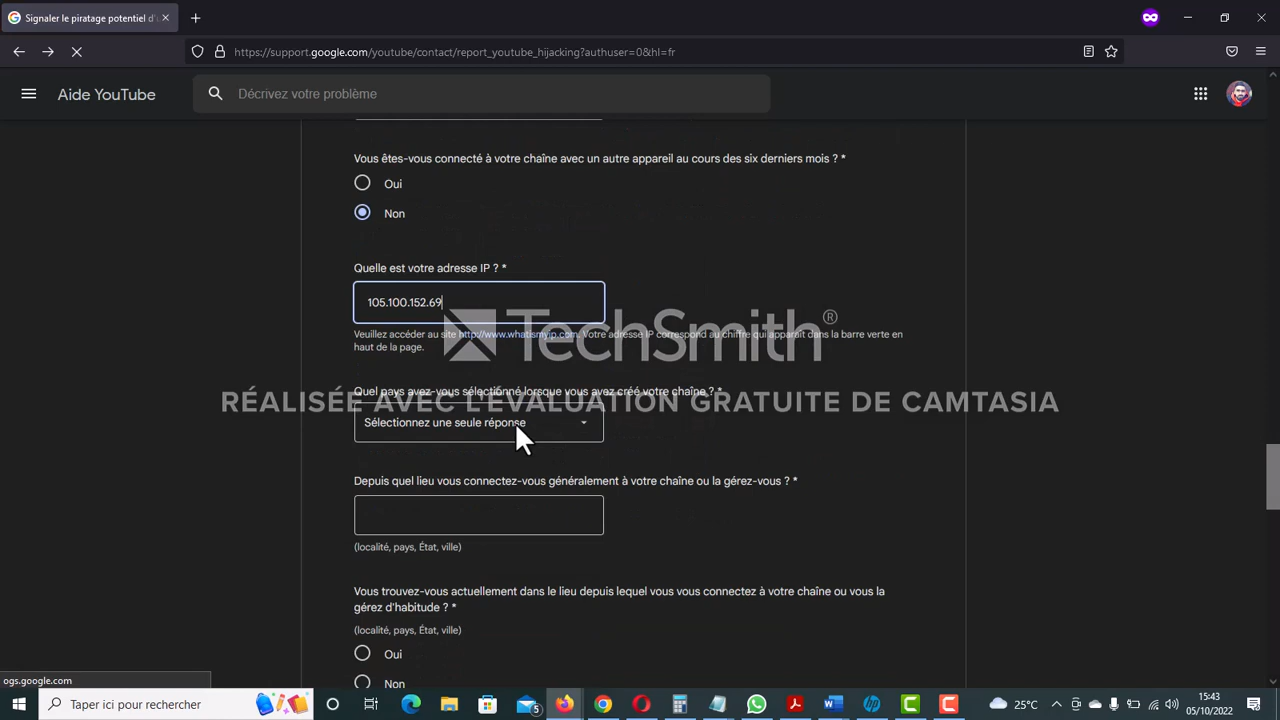 Signaler le piratage potentiel d'
https://support.google.com/youtube/contact/report_youtube_hijacking?authuser=0&hl=fr
Aide YouTube
Décrivez votre problème
Vous êtes-vous connecté à votre chaîne avec un autre appareil au cours des six derniers mois ? *
Oui
Non
Quelle est votre adresse IP ? *
105.100.152.69
Veuillez accéder au site http://www.whatismyip.com. Votre adresse IP correspond au chiffre qui apparaît dans la barre verte en
haut de la page.
TechSmith®
Quel pays avez-vous sélectionné lorsque vous avez créé votre chaîne ? *
RÉALISÉE AVEC L'ÉVALUATION GRATUITE DE CAMTASIA
Sélectionnez une seule réponse
Depuis quel lieu vous connectez-vous généralement à votre chaîne ou la gérez-vous ? *
(localité, pays, État, ville)
Vous trouvez-vous actuellement dans le lieu depuis lequel vous vous connectez à votre chaîne ou vous la
gérez d'habitude ? *
(localité, pays, État, ville)
Oui
Non
ogs.google.com
Taper ici pour rechercher
5
25°C
15:43
05/10/2022